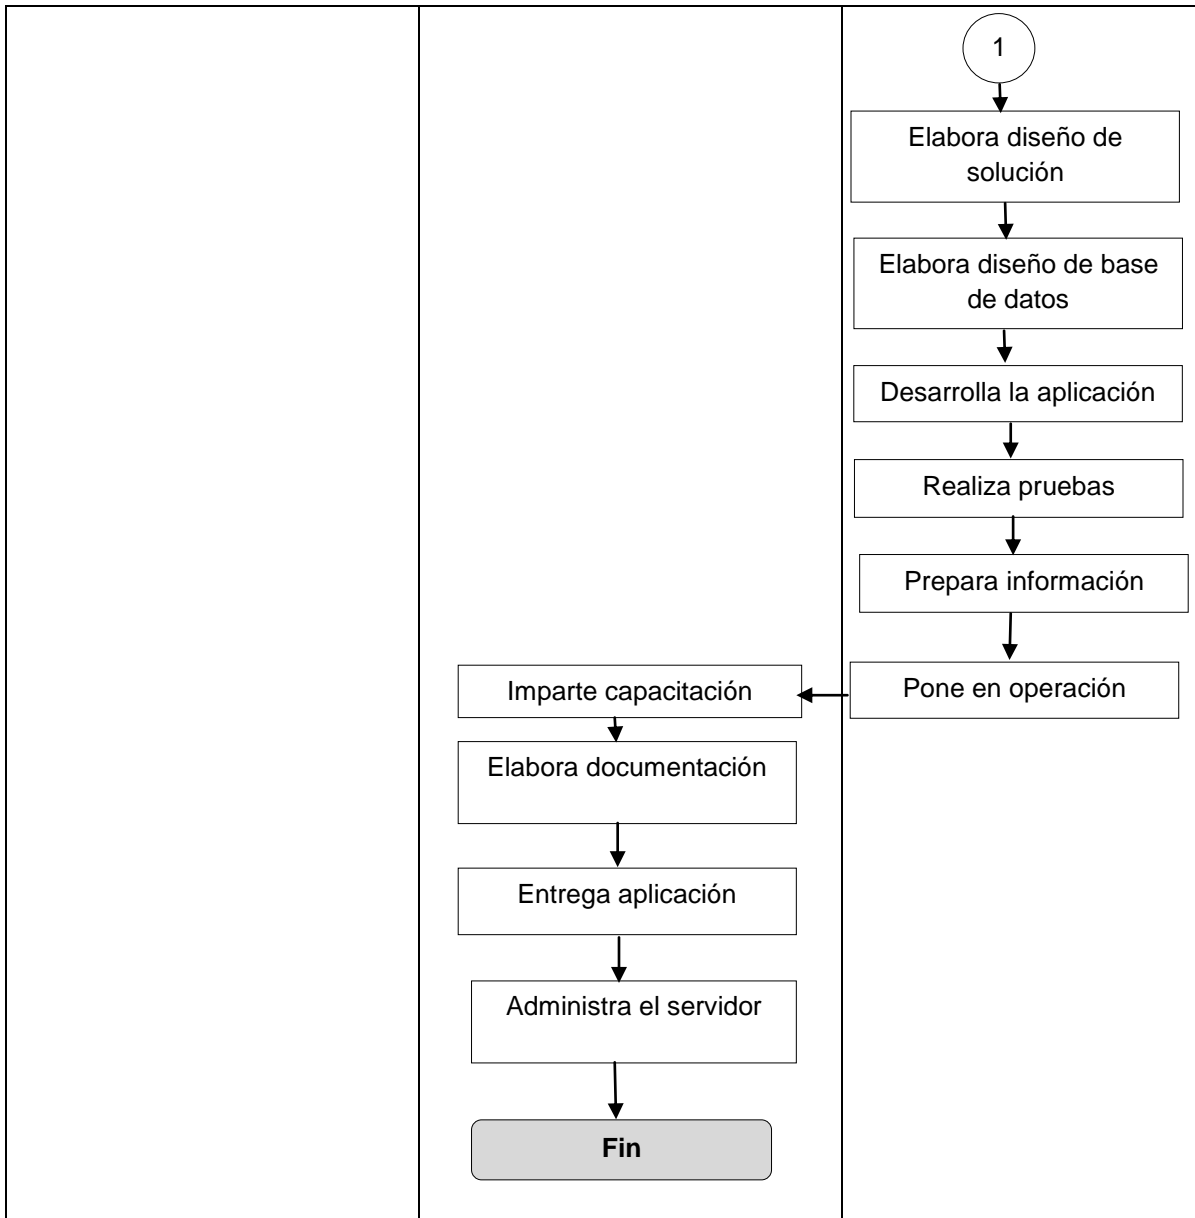 1
Elabora diseño de
solución
Elabora diseño de base
de datos
Desarrolla la aplicación
Realiza pruebas
Prepara información
Pone en operación
Imparte capacitación
Elabora documentación
Entrega aplicación
Administra el servidor
Fin